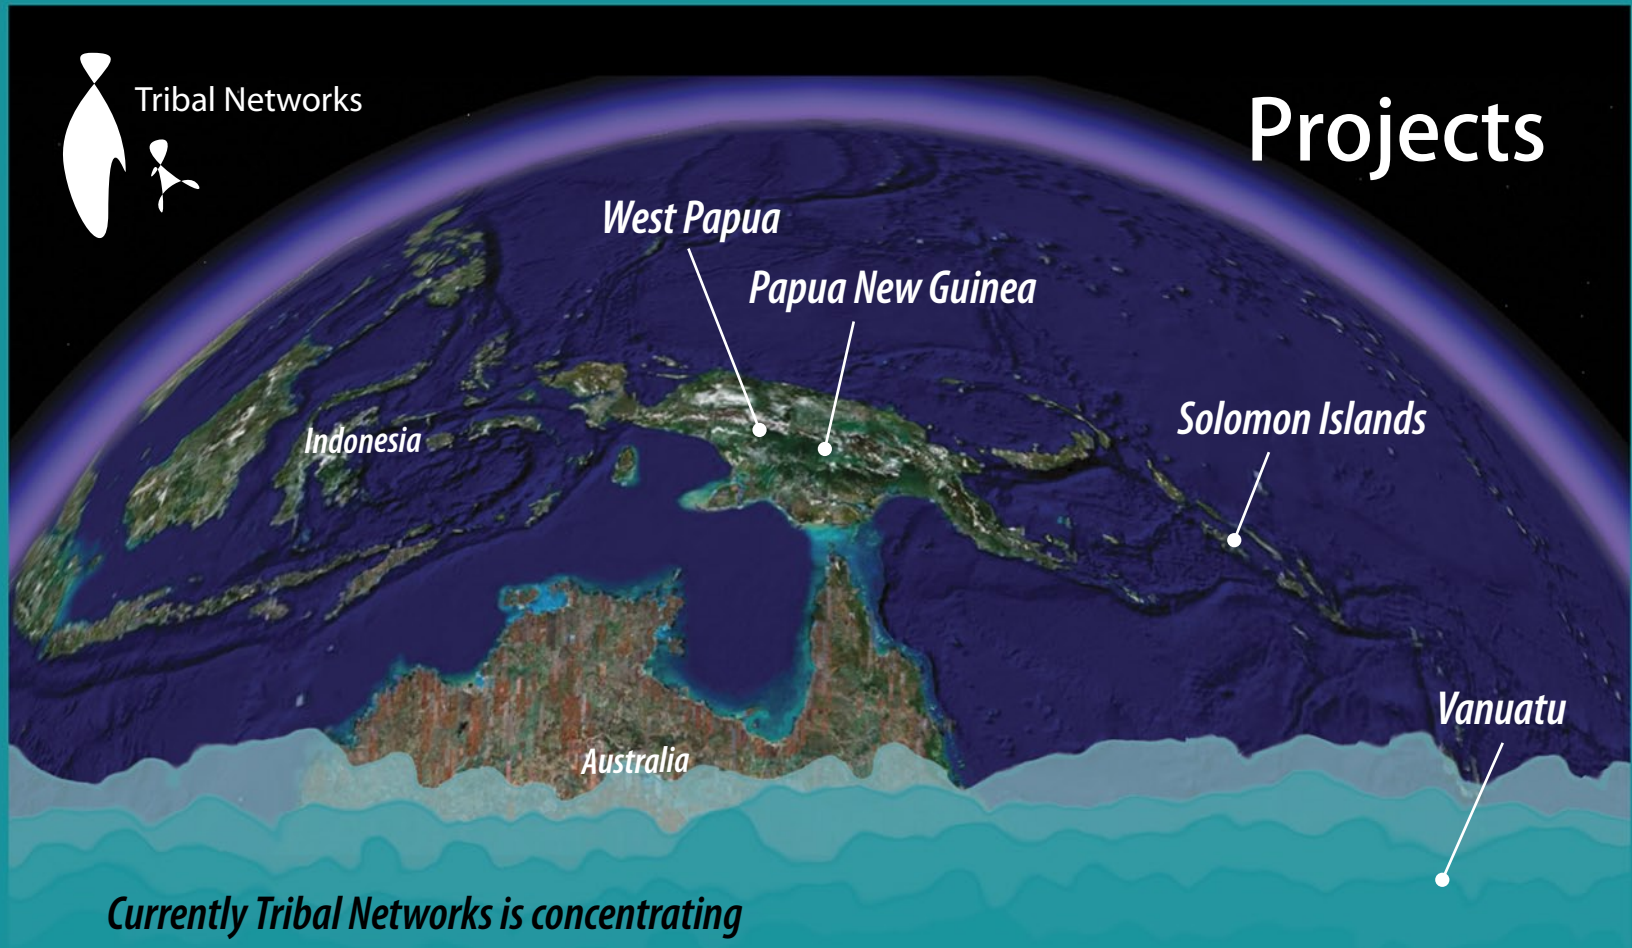 Tribal Networks
Projects
West Papua
Papua New Guinea
Solomon Islands
Indonesia
Vanuatu
Australia
Currently Tribal Networks is concentrating